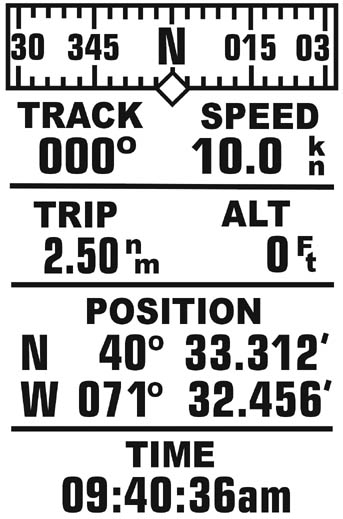 30 345 N 015 03
TRACK SPEED
000° 10.0 kn
TRIP ALT
2.50 nm 0 Ft
POSITION
N 40° 33.312'
W 071° 32.456'
TIME
09:40:36am